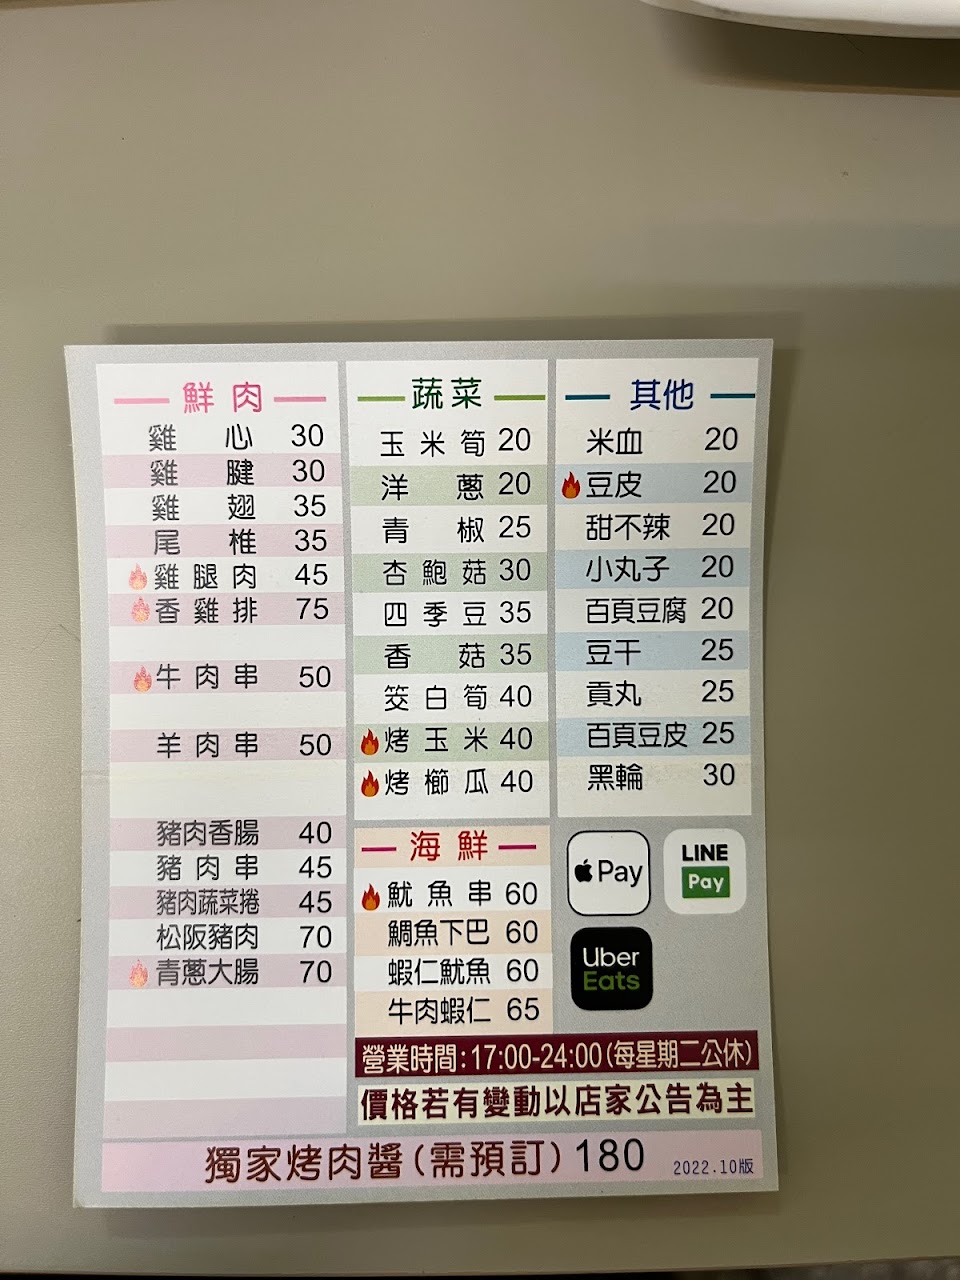 鮮肉
雞心 30
雞腱 30
雞翅 35
尾椎 35
雞腿肉 45
香雞排 75
牛肉串 50
羊肉串 50
豬肉香腸 40
豬肉串 45
豬肉蔬菜捲 45
松阪豬肉 70
青蔥大腸 70
蔬菜
玉米筍 20
洋蔥 20
青椒 25
杏鮑菇 30
四季豆 35
香菇 35
筊白筍 40
烤玉米 40
烤櫛瓜 40
海鮮
魷魚串 60
鯛魚下巴 60
蝦仁魷魚 60
牛肉蝦仁 65
其他
米血 20
豆皮 20
甜不辣 20
小丸子 20
百頁豆腐 20
豆干 25
貢丸 25
百頁豆皮 25
黑輪 30
Pay
LINE
Pay
Uber
Eats
營業時間:17:00-24:00(每星期二公休)
價格若有變動以店家公告為主
獨家烤肉醬(需預訂) 180
2022.10版